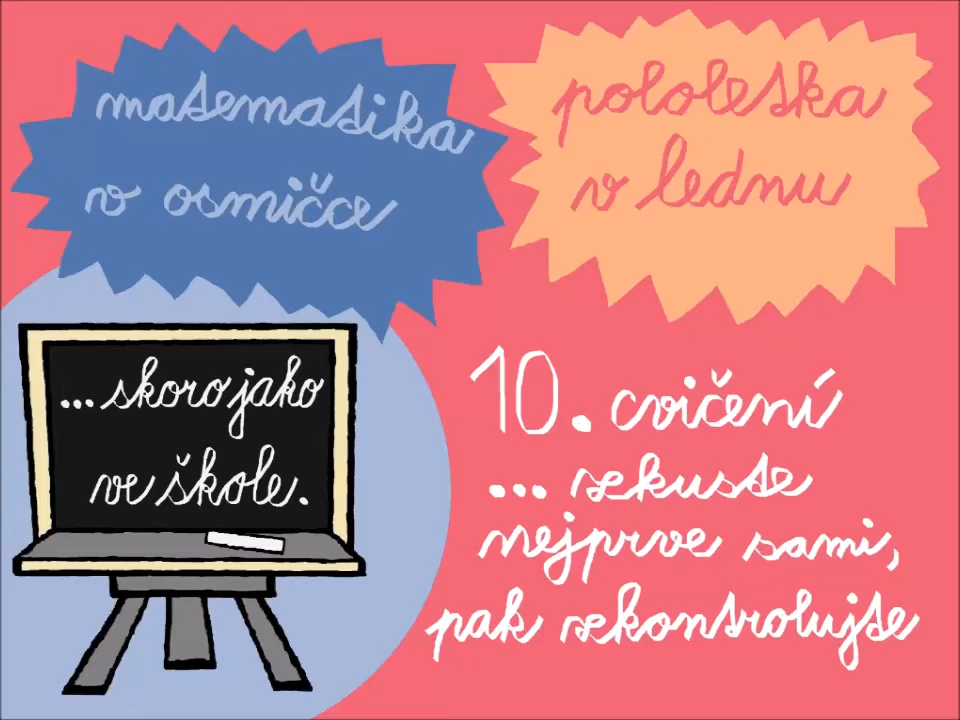 matematika
v osmičce
pololetka
v lednu
...skoro jako
ve škole.
10. cvičení
... zkuste
nejprve sami,
pak zkontrolujte